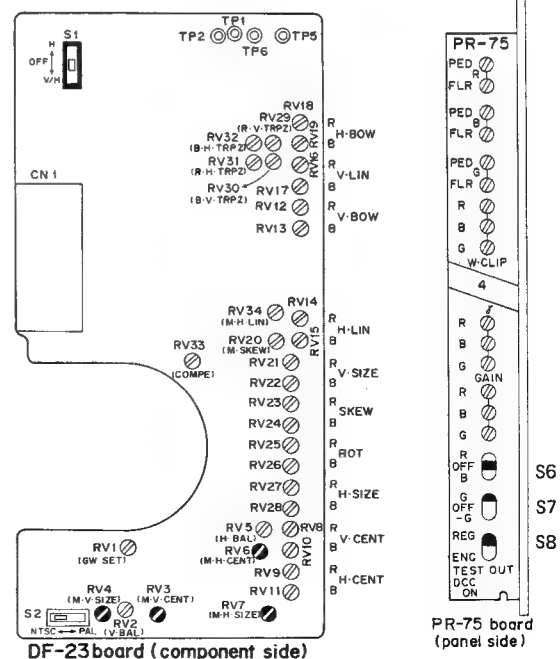 S1
H
OFF
V/H
TP1
TP2
TP6
TP5
CN1
RV18
RV29
(R·V·TRPZ)
RV32
(B·H·TRPZ)
RV19
R
H·BOW
B
RV31
(R·H·TRPZ)
RV16
R
V·LIN
B
RV30
(B·V·TRPZ)
RV17
RV12
R
V·BOW
RV13
B
RV34
(M·H·LIN)
RV14
R
H·LIN
RV20
(M·SKEW)
RV15
B
RV33
(COMPE)
RV21
R
V·SIZE
RV22
B
RV23
R
SKEW
RV24
B
RV25
R
ROT
RV26
B
RV27
R
H·SIZE
RV28
B
RV5
(H·BAL)
RV8
R
V·CENT
RV6
(M·H·CENT)
RV10
B
RV1
(GW SET)
RV9
R
H·CENT
RV11
B
RV4
(M·V·SIZE)
RV3
(M·V·CENT)
RV7
(M·H·SIZE)
S2
RV2
(V·BAL)
NTSC ↔ PAL
DF-23 board (component side)
PR-75
PED
R
FLR
PED
B
FLR
PED
G
FLR
R
B
G
W·CLIP
4
γ
R
B
G
GAIN
R
B
G
R
OFF
B
S6
G
OFF
-G
S7
REG
S8
ENC
TEST OUT
DCC
ON
PR-75 board
(panel side)